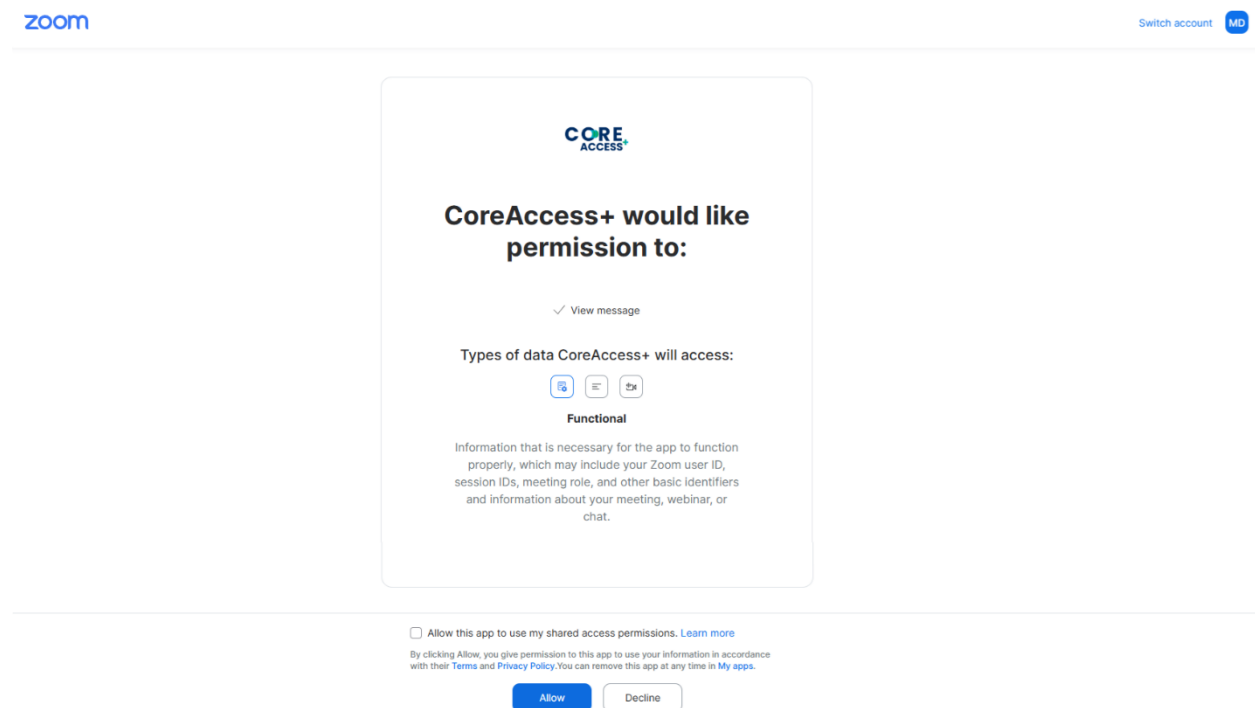 zoom
Switch account
MD
CORE
ACCESS+
CoreAccess+ would like
permission to:
View message
Types of data CoreAccess+ will access:
Functional
Information that is necessary for the app to function
properly, which may include your Zoom user ID,
session IDs, meeting role, and other basic identifiers
and information about your meeting, webinar, or
chat.
Allow this app to use my shared access permissions. Learn more
By clicking Allow, you give permission to this app to use your information in accordance
with their Terms and Privacy Policy.You can remove this app at any time in My apps.
Allow
Decline